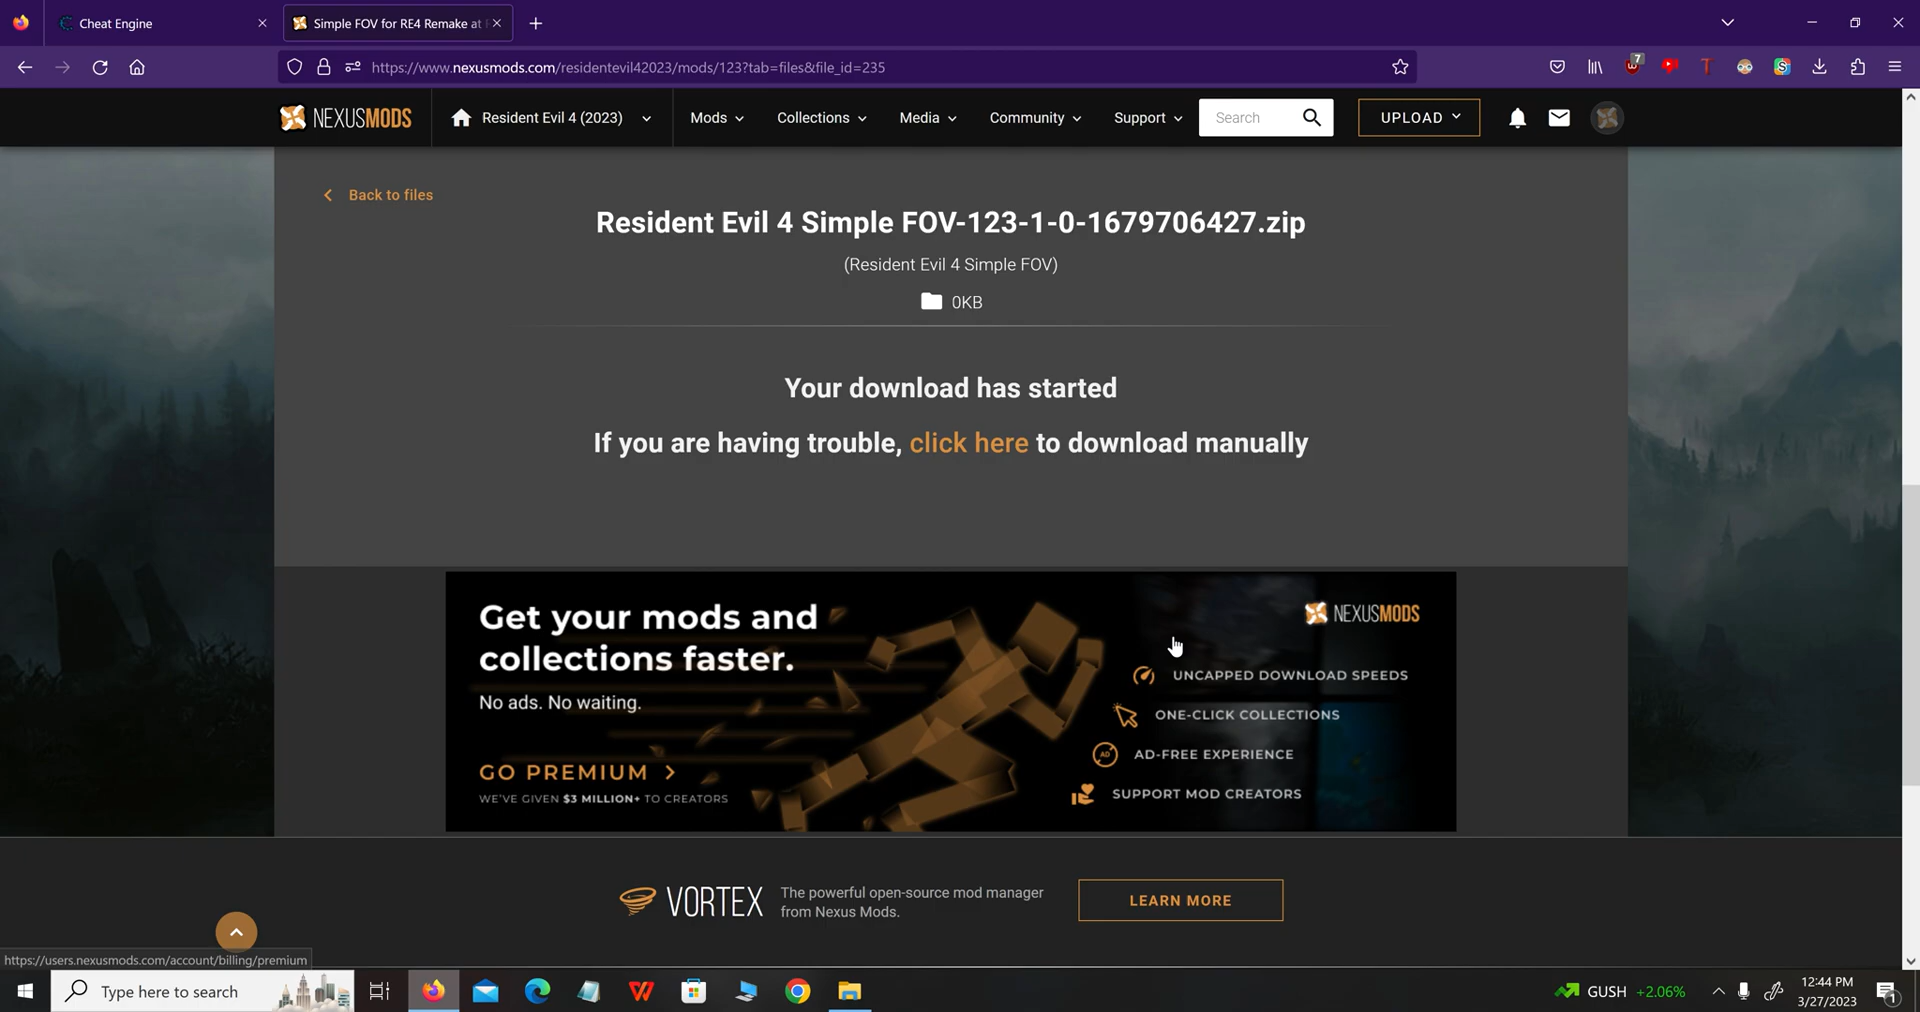 Cheat Engine
Simple FOV for RE4 Remake at
https://www.nexusmods.com/residentevil42023/mods/123?tab=files&file_id=235
7
NEXUSMODS
Resident Evil 4 (2023)
Mods
Collections
Media
Community
Support
Search
UPLOAD
Back to files
Resident Evil 4 Simple FOV-123-1-0-1679706427.zip
(Resident Evil 4 Simple FOV)
0KB
Your download has started
If you are having trouble, click here to download manually
Get your mods and
collections faster.
No ads. No waiting.
GO PREMIUM >
WE'VE GIVEN $3 MILLION+ TO CREATORS
NEXUSMODS
UNCAPPED DOWNLOAD SPEEDS
ONE-CLICK COLLECTIONS
AD
AD-FREE EXPERIENCE
SUPPORT MOD CREATORS
VORTEX
The powerful open-source mod manager
from Nexus Mods.
LEARN MORE
https://users.nexusmods.com/account/billing/premium
Type here to search
GUSH +2.06%
12:44 PM
3/27/2023
1